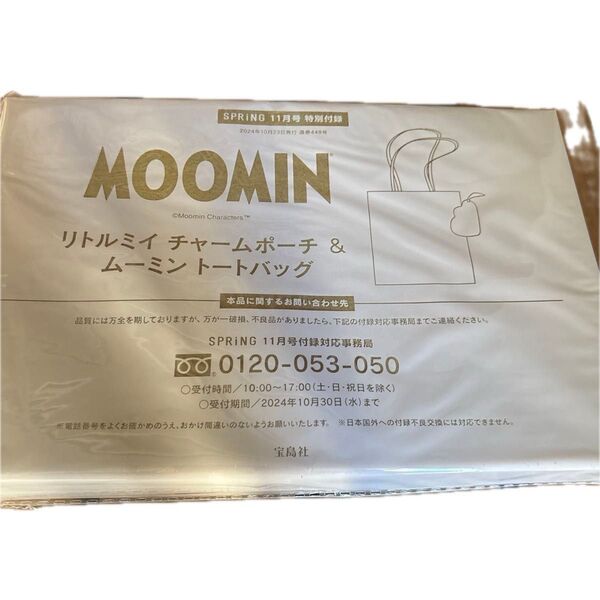 SPRiNG 11月号 特別付録
2024年10月23日発行 通巻449号
MOOMIN
©Moomin Characters™
リトルミイ チャームポーチ &
ムーミン トートバッグ
本品に関するお問い合わせ先
品質には万全を期しておりますが、万が一破損、不良品がありましたら、下記の付録対応事務局までご連絡ください。
SPRiNG 11月号付録対応事務局
0120-053-050
○受付時間/10:00〜17:00(土・日・祝日を除く)
○受付期間/2024年10月30日(水)まで
※電話番号をよくお確かめのうえ、おかけ間違いのないようお願いいたします。 ※日本国外への付録不良交換には対応できません。
宝島社